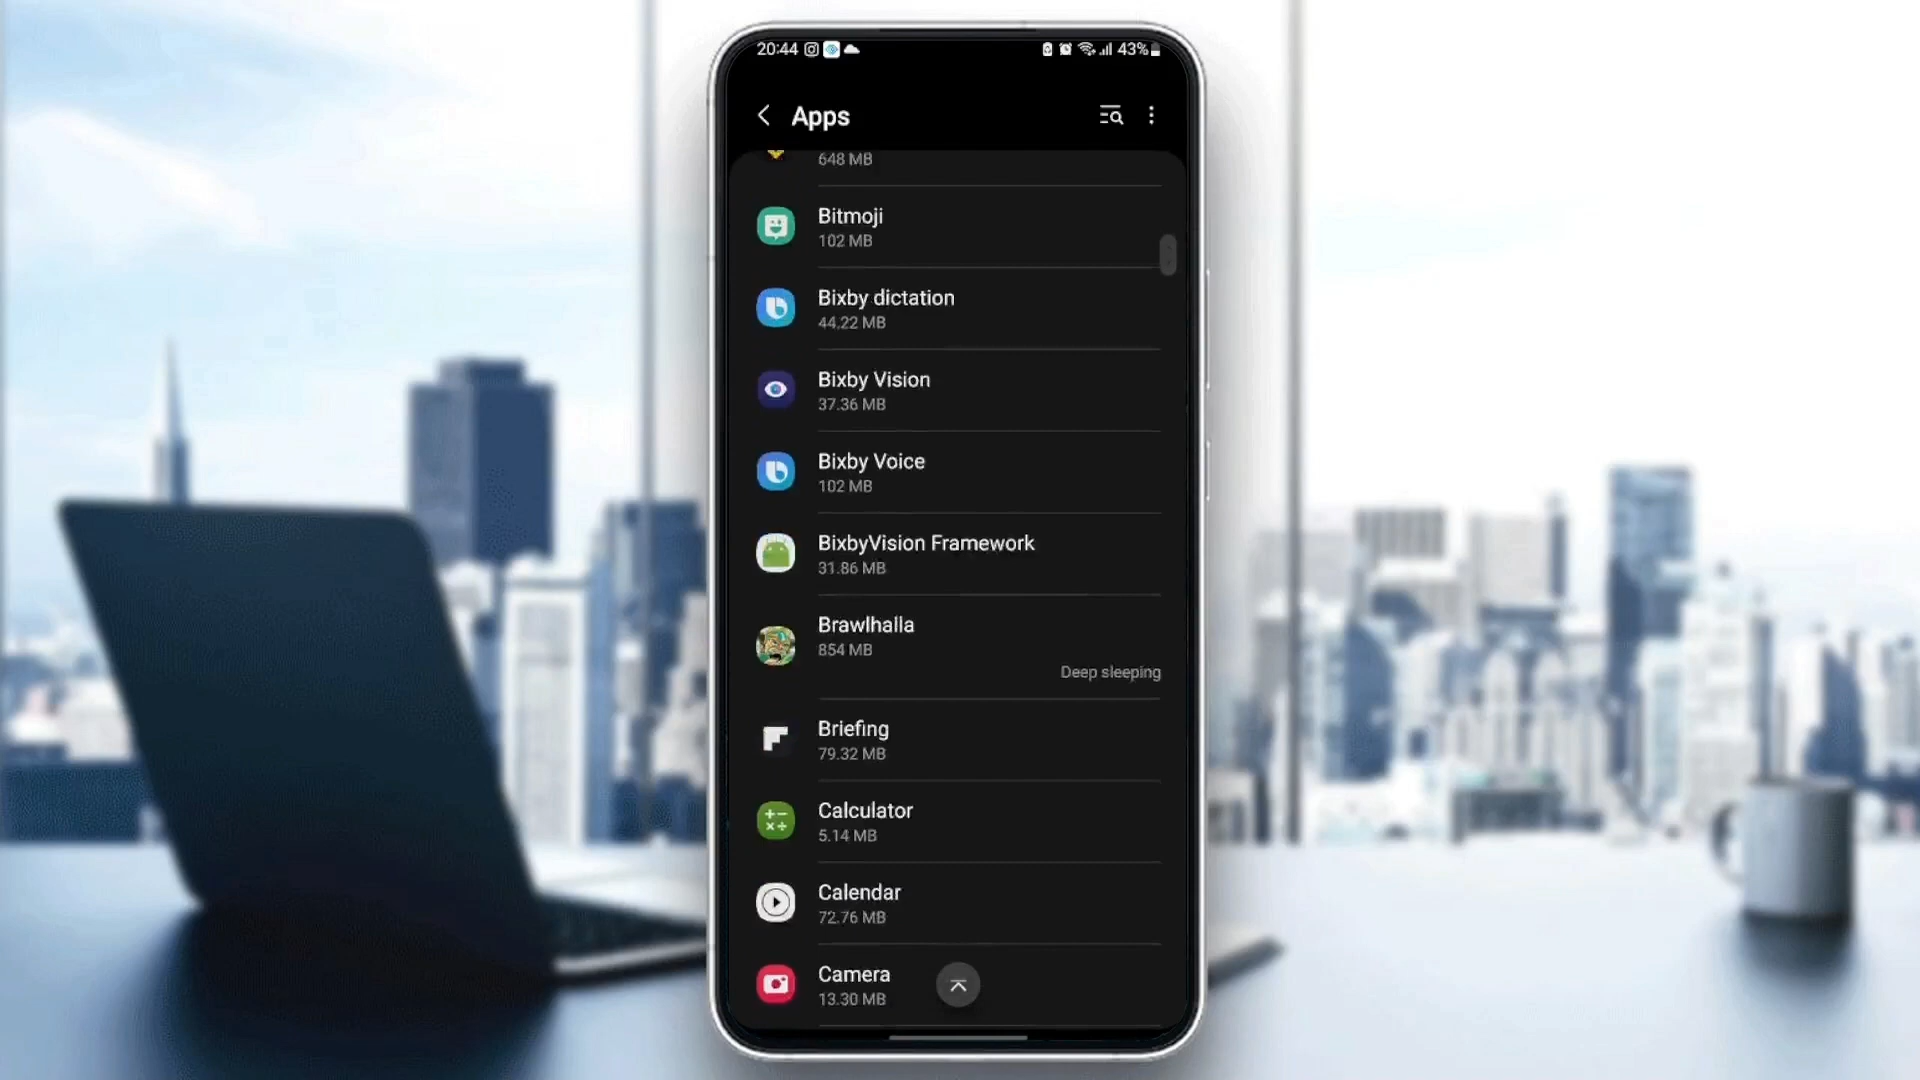 20:44 43%
Apps
648 MB
Bitmoji
102 MB
Bixby dictation
44.22 MB
Bixby Vision
37.36 MB
Bixby Voice
102 MB
BixbyVision Framework
31.86 MB
Brawlhalla
854 MB
Deep sleeping
Briefing
79.32 MB
Calculator
5.14 MB
Calendar
72.76 MB
Camera
13.30 MB